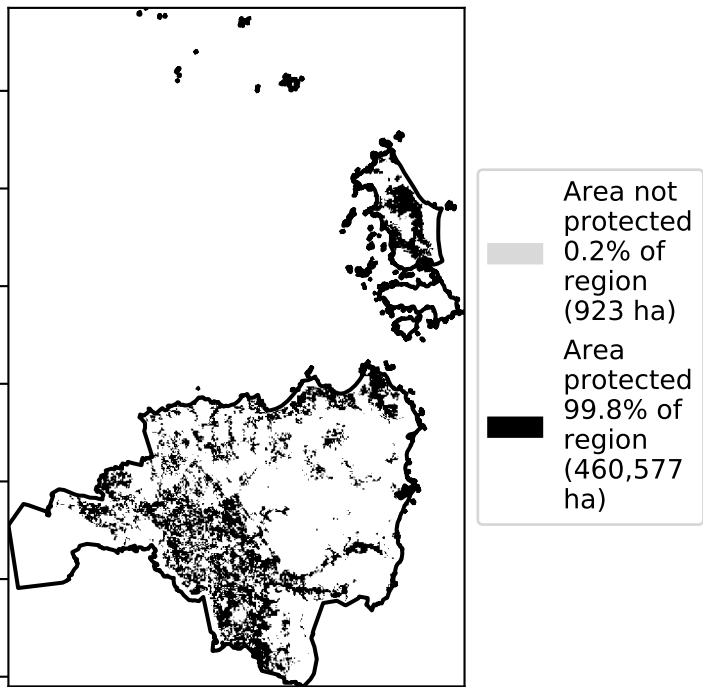 Area not
protected
0.2% of
region
(923 ha)
Area
protected
99.8% of
region
(460,577
ha)